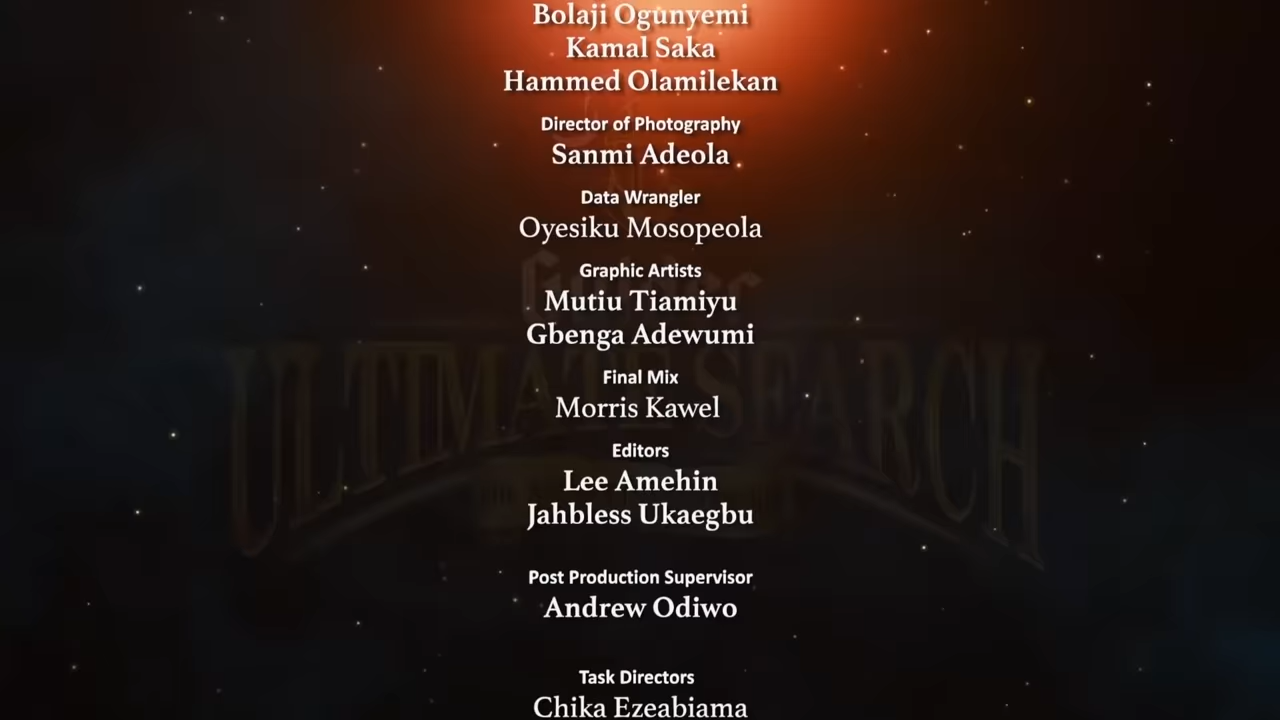 Bolaji Ogunyemi
Kamal Saka
Hammed Olamilekan
Director of Photography
Sanmi Adeola
Data Wrangler
Oyesiku Mosopeola
Graphic Artists
Mutiu Tiamiyu
Gbenga Adewumi
Final Mix
Morris Kawel
Editors
Lee Amehin
Jahbless Ukaegbu
Post Production Supervisor
Andrew Odiwo
Task Directors
Chika Ezeabiama
ULTIMATE SEARCH